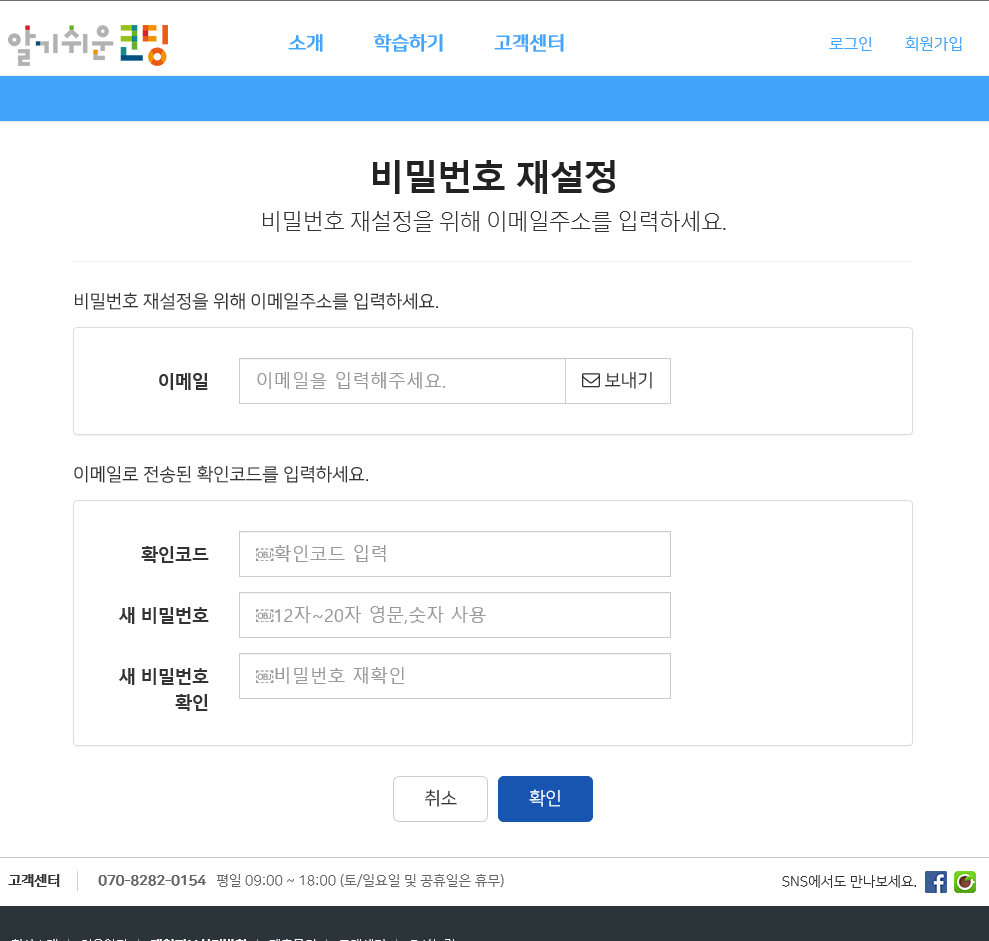 알기쉬운코딩
소개 학습하기 고객센터 로그인 회원가입
비밀번호 재설정
비밀번호 재설정을 위해 이메일주소를 입력하세요.
비밀번호 재설정을 위해 이메일주소를 입력하세요.
이메일 이메일을 입력해주세요. 보내기
이메일로 전송된 확인코드를 입력하세요.
확인코드 ￼확인코드 입력
새 비밀번호 ￼12자~20자 영문,숫자 사용
새 비밀번호 ￼비밀번호 재확인
확인
취소 확인
고객센터 070-8282-0154 평일 09:00 ~ 18:00 (토/일요일 및 공휴일은 휴무) SNS에서도 만나보세요.